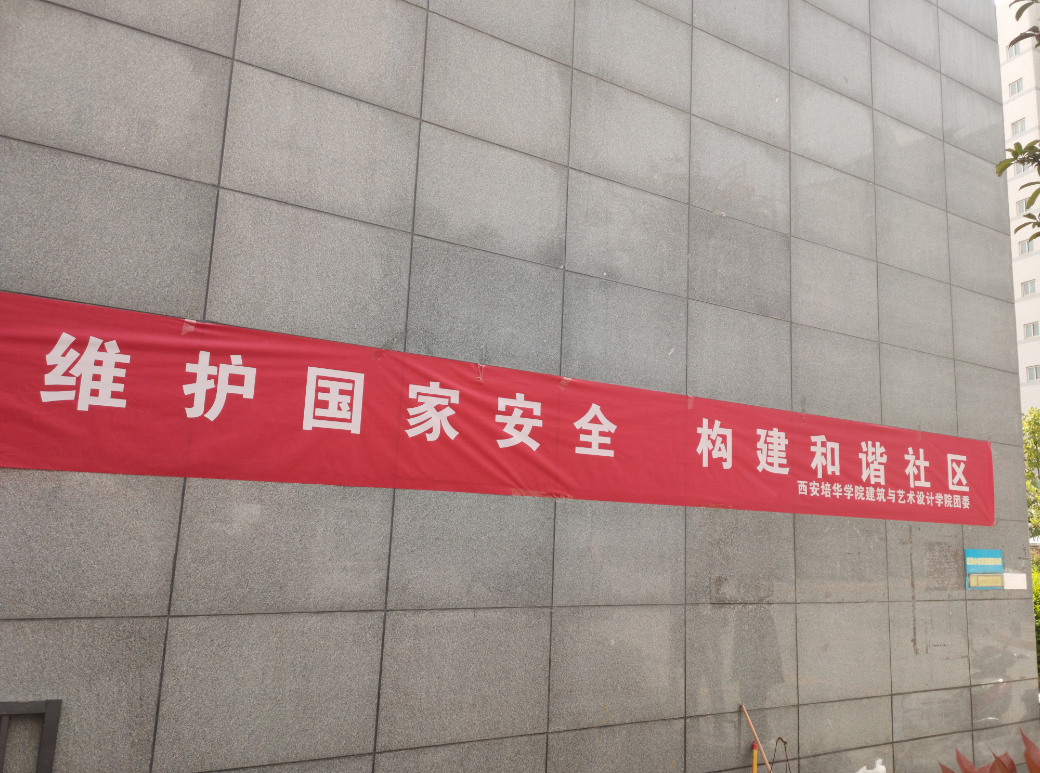 维护国家安全 构建和谐社区
西安培华学院建筑与艺术设计学院团委